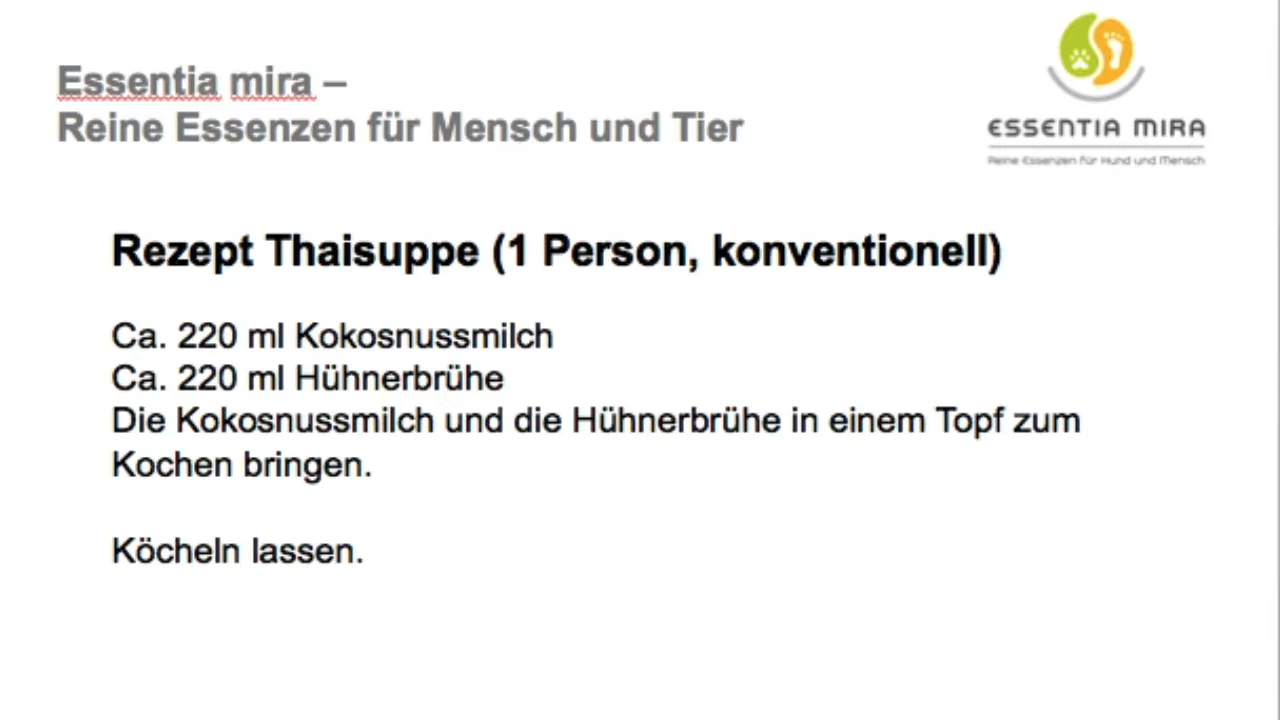 Essentia mira –
Reine Essenzen für Mensch und Tier
ESSENTIA MIRA
Reine Essenzen für Hund und Mensch
Rezept Thaisuppe (1 Person, konventionell)
Ca. 220 ml Kokosnussmilch
Ca. 220 ml Hühnerbrühe
Die Kokosnussmilch und die Hühnerbrühe in einem Topf zum
Kochen bringen.
Köcheln lassen.